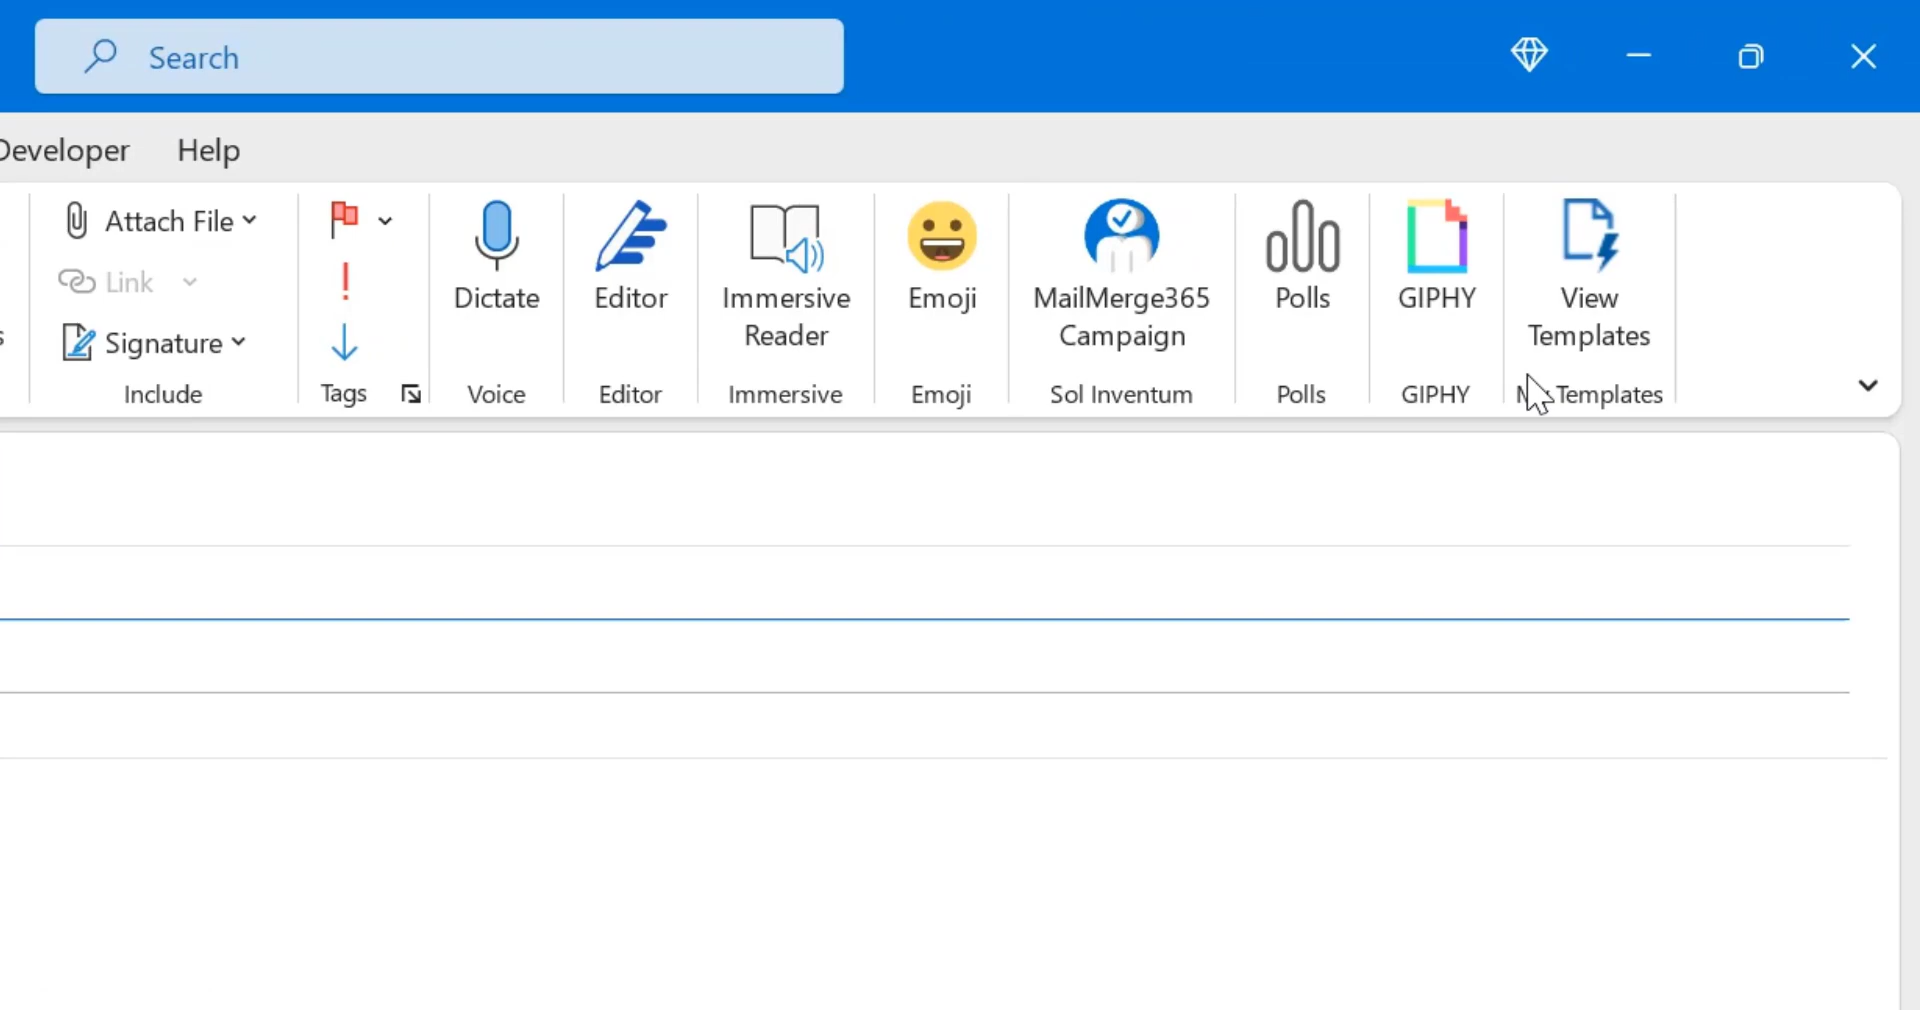 Search
Developer Help
Attach File
Link
Signature
Include
Tags
Dictate
Voice
Editor
Editor
Immersive
Reader
Immersive
Emoji
Emoji
MailMerge365
Campaign
Sol Inventum
Polls
Polls
GIPHY
GIPHY
View
Templates
Templates